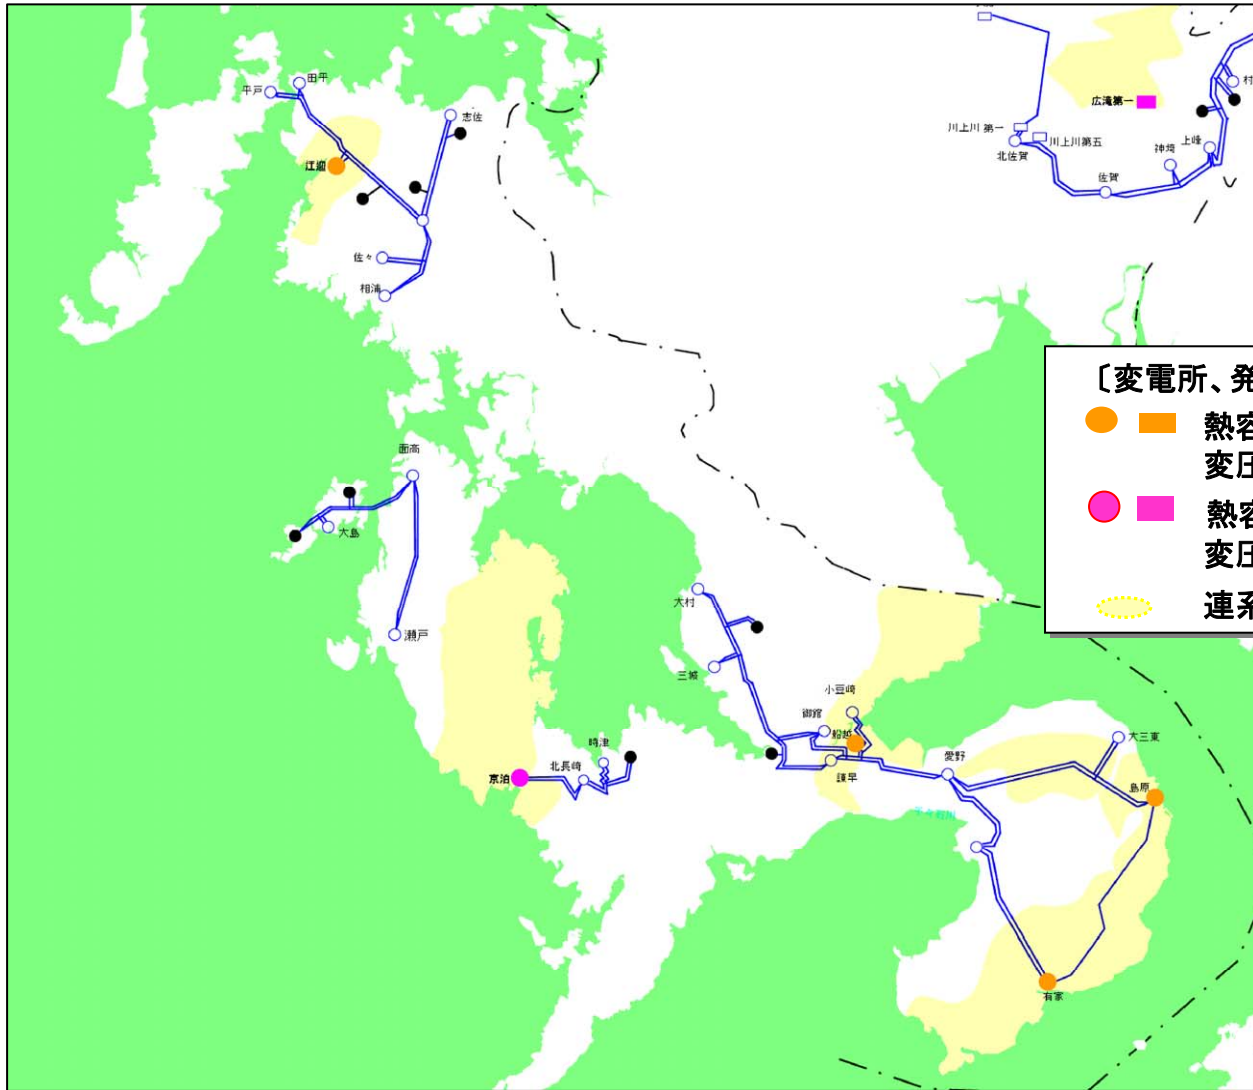 田平
平戸
志佐
江迎
佐々
相浦
広滝第一
村
川上川 第一
川上川第五
北佐賀
神埼
上峰
佐賀
〔変電所、発
熱容
変圧
熱容
変圧
連系
面高
大島
瀬戸
大村
三城
小豆崎
御館
船越
諫早
愛野
大三東
島原
時津
北長崎
京泊
有家